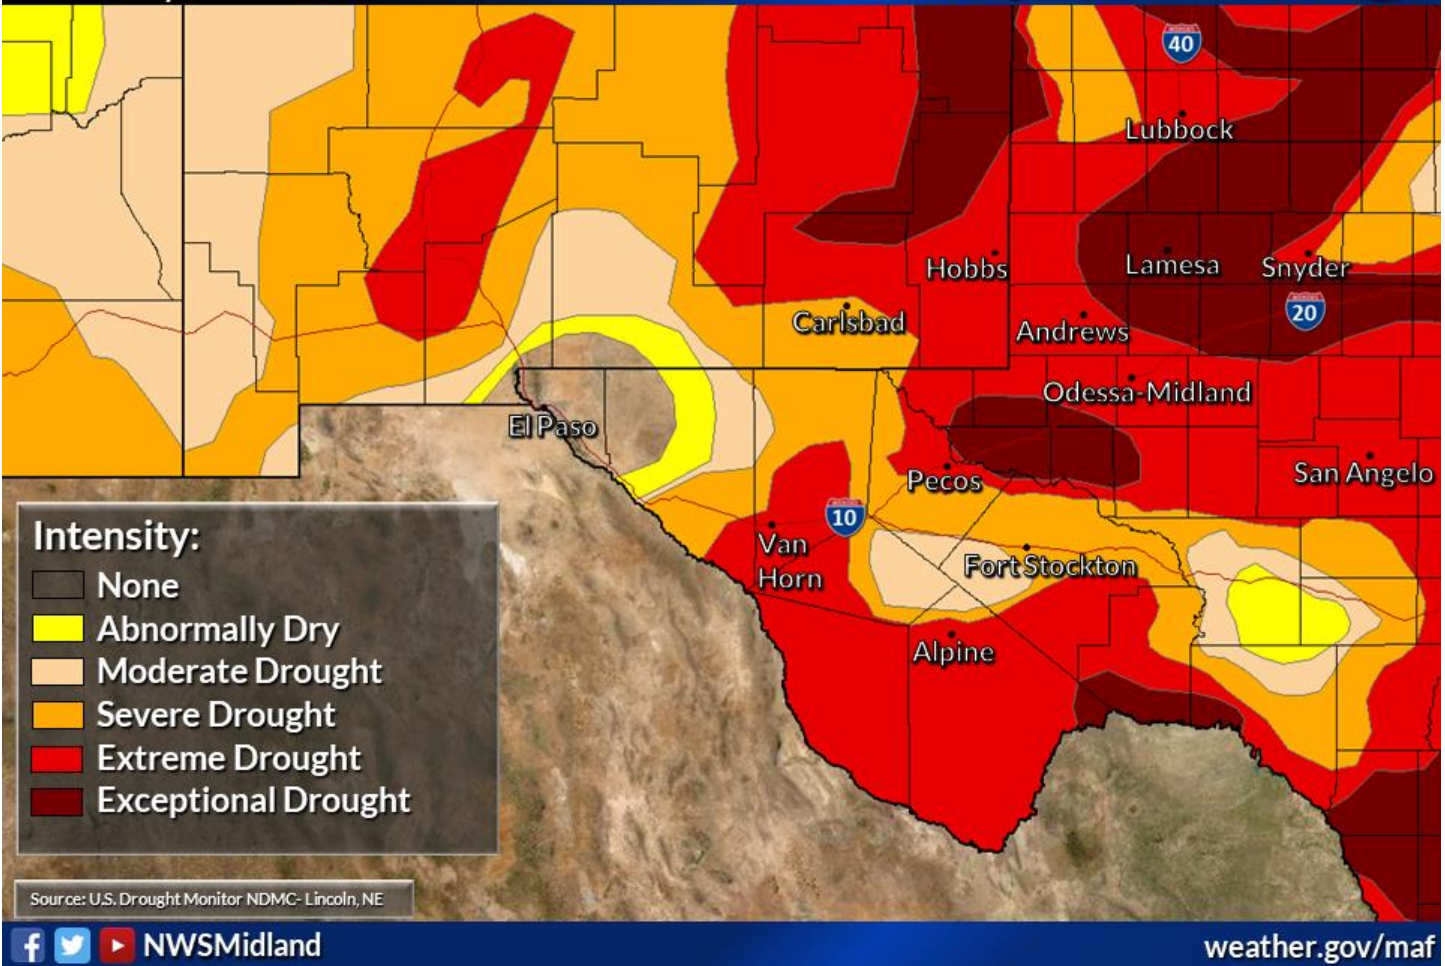 40
Lubbock
Hobbs
Lamesa
Snyder
20
Carlsbad
Andrews
Odessa-Midland
El Paso
Pecos
San Angelo
10
Van
Horn
Fort Stockton
Alpine
Intensity:
None
Abnormally Dry
Moderate Drought
Severe Drought
Extreme Drought
Exceptional Drought
Source: U.S. Drought Monitor NDMC- Lincoln, NE
NWSMidland
weather.gov/maf